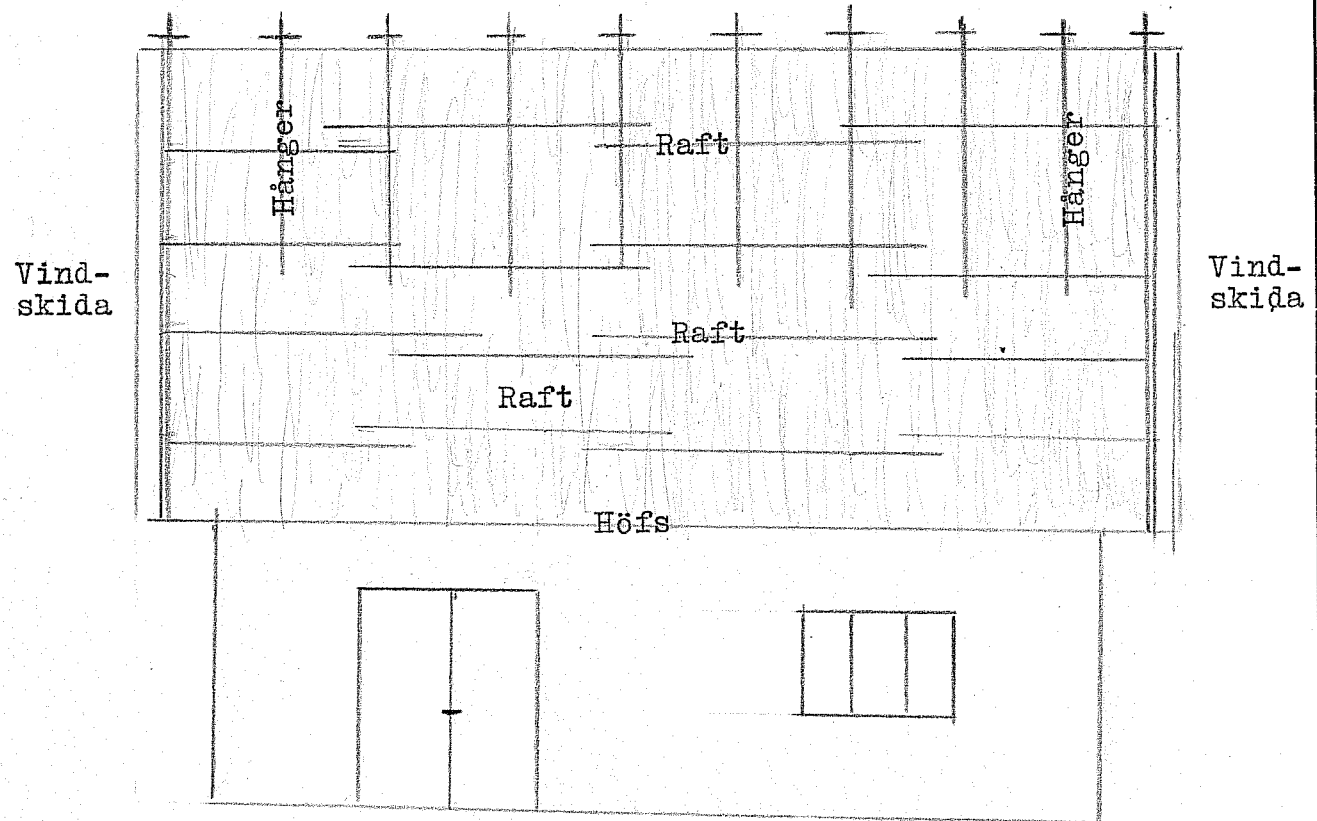 Hånger
Hånger
Raft
Vind-
skida
Vind-
skida
Raft
Raft
Höfs